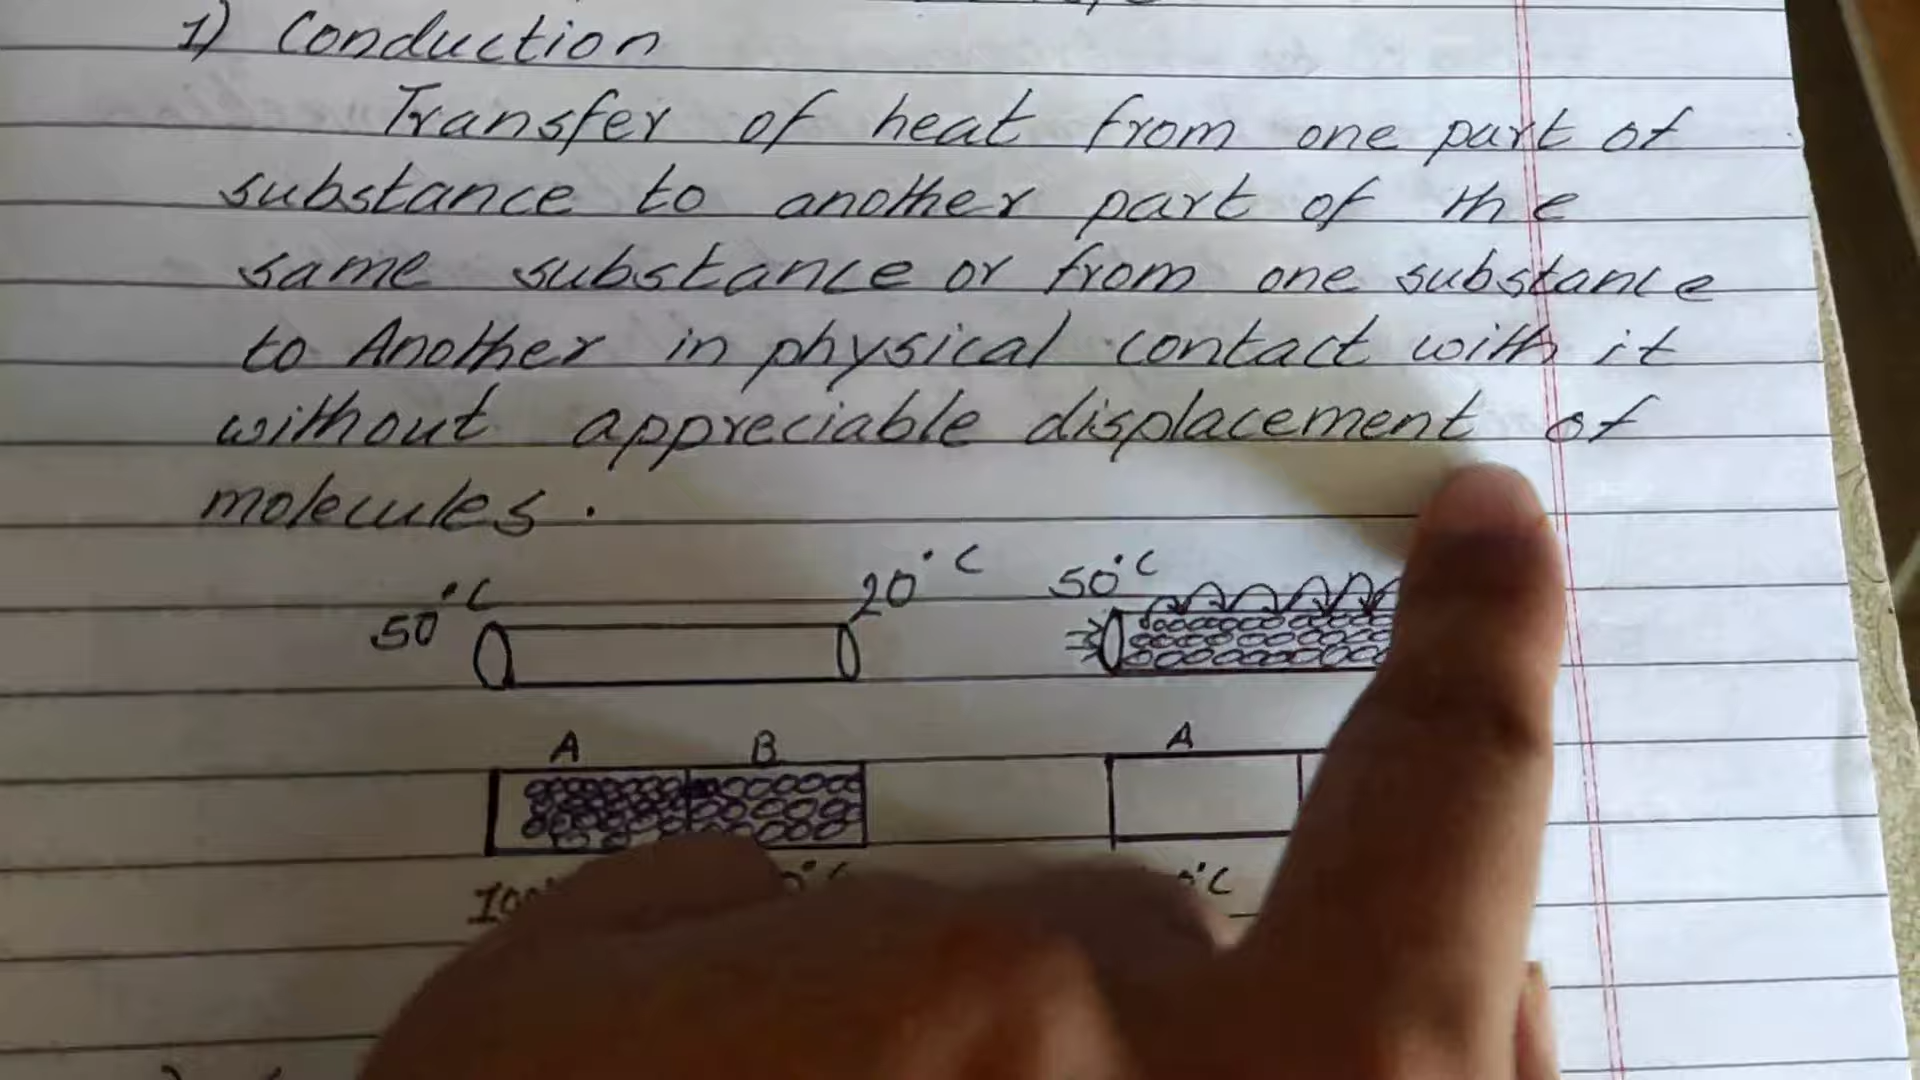 1) Conduction
Transfer of heat from one part of
substance to another part of the
same substance or from one substance
to Another in physical contact with it
without appreciable displacement of
molecules.
50°C 20°C 50°C
A B A